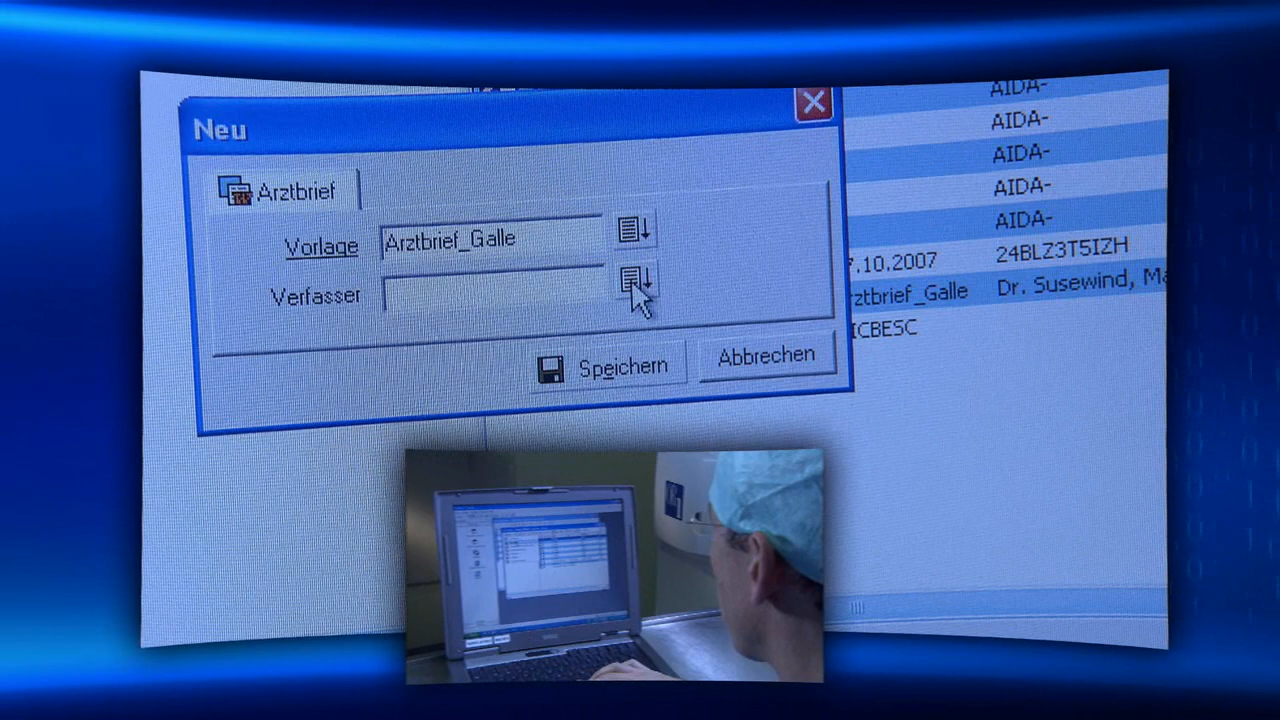 Neu
Arztbrief
Vorlage Arztbrief_Galle
Verfasser
Speichern Abbrechen
AIDA-
AIDA-
AIDA-
AIDA-
AIDA-
.10.2007 24BLZ3T5IZH
rztbrief_Galle Dr. Susewind, Ma
ICBESC